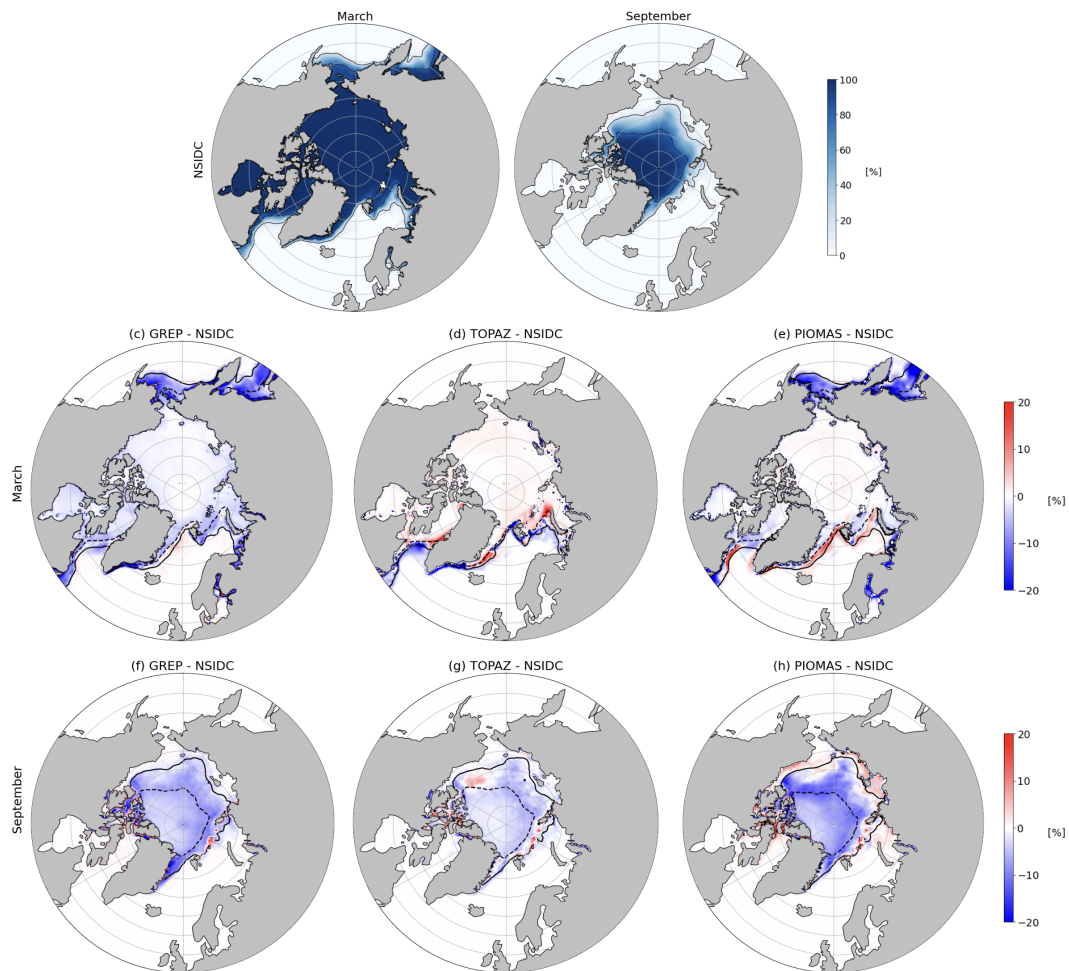 March
September
NSIDC
100
80
60
40
20
0
[%]
(c) GREP - NSIDC
(d) TOPAZ - NSIDC
(e) PIOMAS - NSIDC
March
20
10
0
−10
−20
[%]
(f) GREP - NSIDC
(g) TOPAZ - NSIDC
(h) PIOMAS - NSIDC
September
20
10
0
−10
−20
[%]